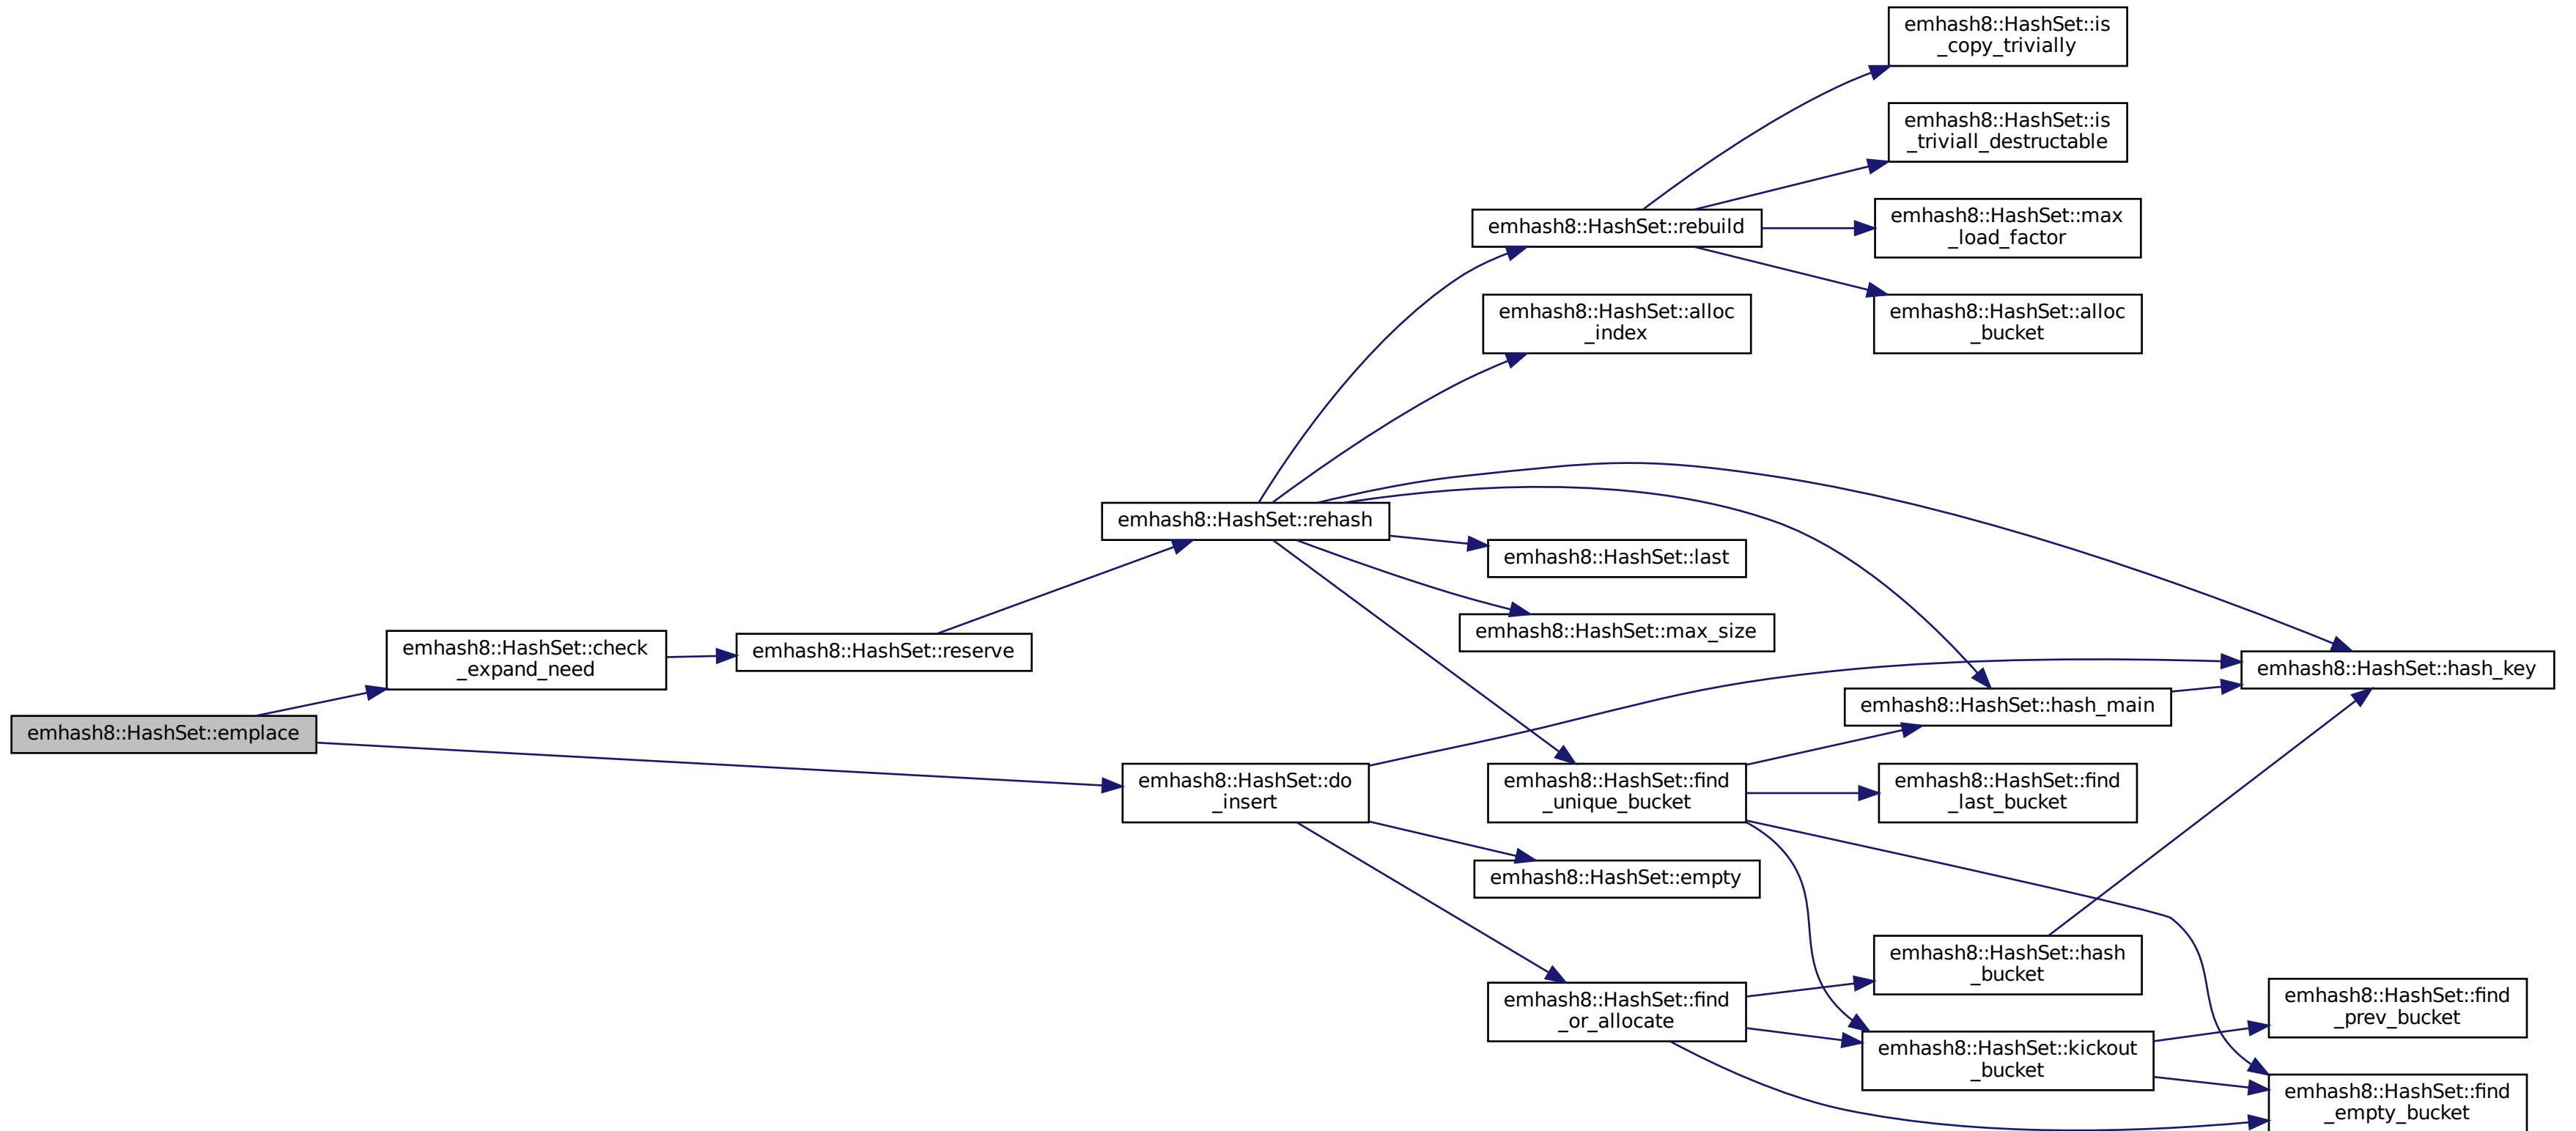 emhash8::HashSet::emplace
emhash8::HashSet::check
_expand_need
emhash8::HashSet::reserve
emhash8::HashSet::rehash
emhash8::HashSet::do
_insert
emhash8::HashSet::rebuild
emhash8::HashSet::alloc
_index
emhash8::HashSet::last
emhash8::HashSet::max_size
emhash8::HashSet::find
_unique_bucket
emhash8::HashSet::empty
emhash8::HashSet::find
_or_allocate
emhash8::HashSet::is
_copy_trivially
emhash8::HashSet::is
_triviall_destructable
emhash8::HashSet::max
_load_factor
emhash8::HashSet::alloc
_bucket
emhash8::HashSet::hash_main
emhash8::HashSet::find
_last_bucket
emhash8::HashSet::hash
_bucket
emhash8::HashSet::kickout
_bucket
emhash8::HashSet::hash_key
emhash8::HashSet::find
_prev_bucket
emhash8::HashSet::find
_empty_bucket